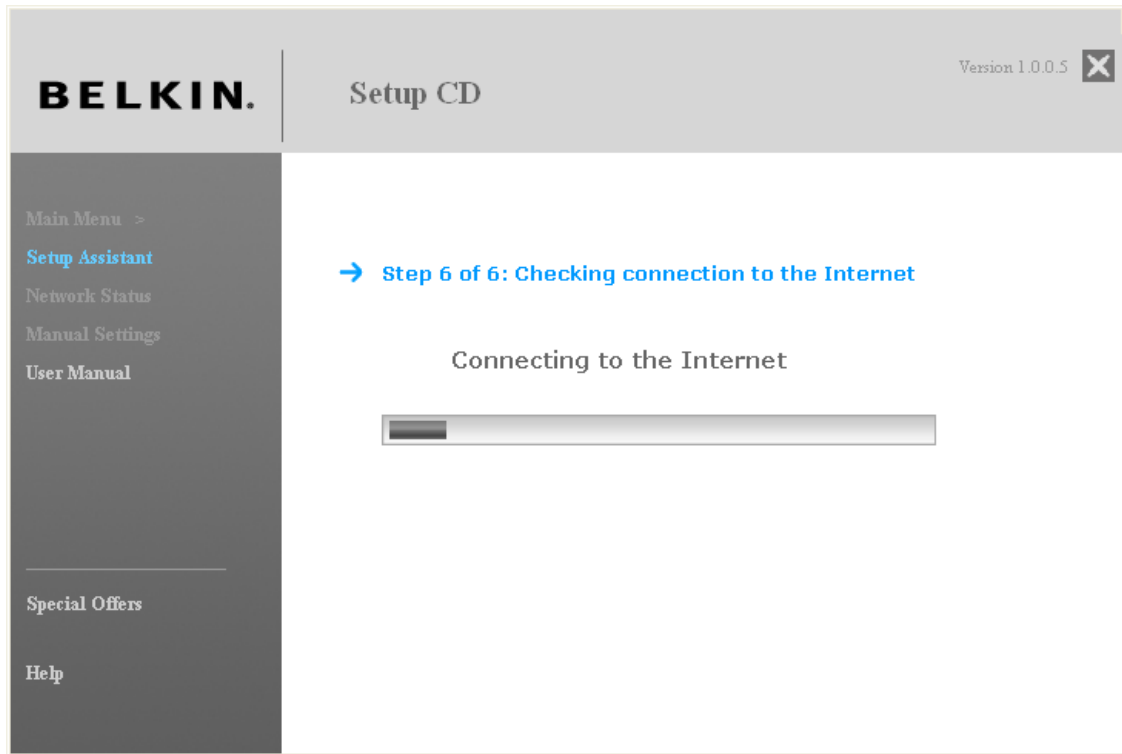 BELKIN.
Setup CD
Version 1.0.0.5
Main Menu >
Setup Assistant
Network Status
Manual Settings
User Manual
Special Offers
Help
Step 6 of 6: Checking connection to the Internet
Connecting to the Internet